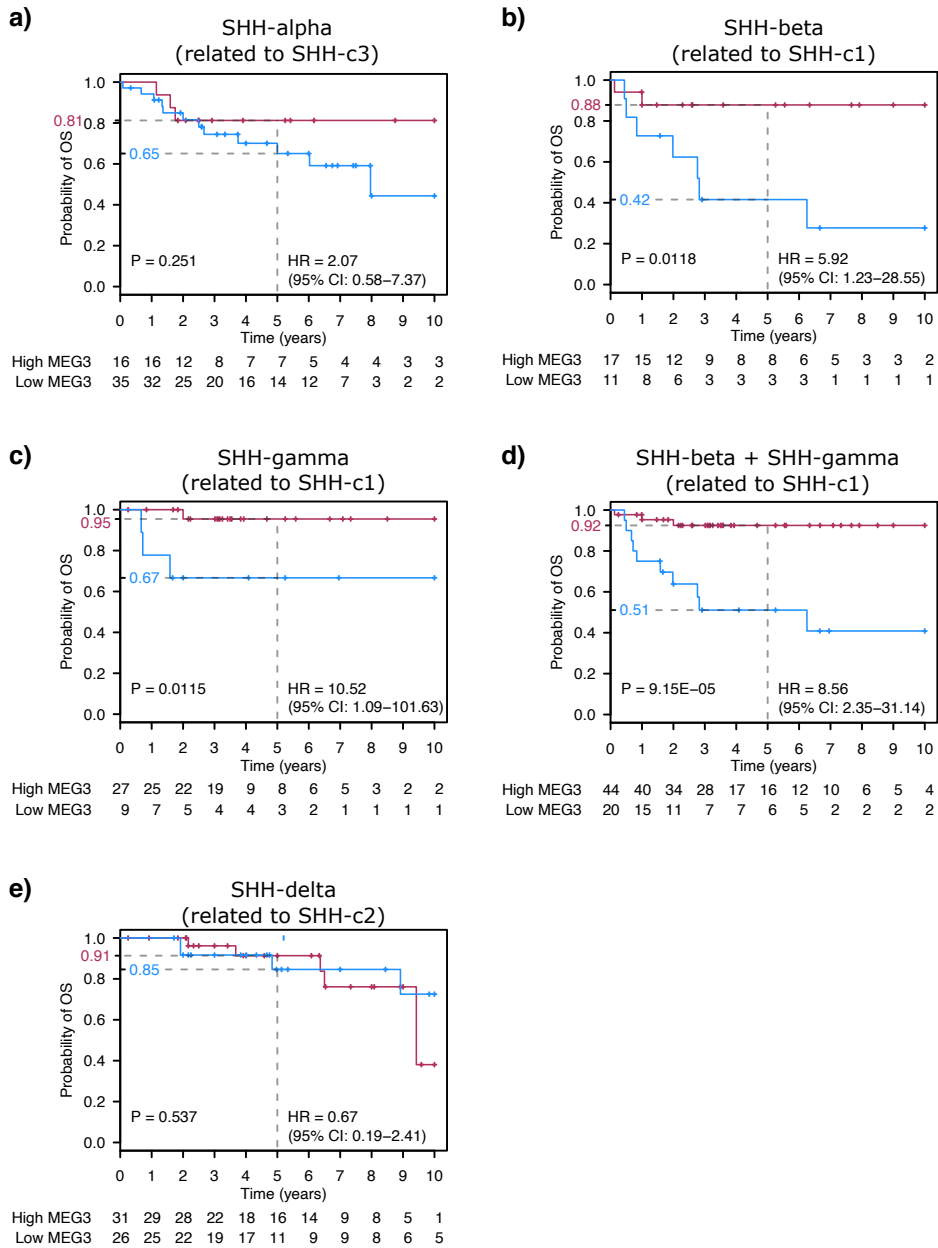 a)
SHH-alpha
(related to SHH-c3)
Probability of OS
1.0
0.8
0.6
0.4
0.2
0.0
0.81
0.65
P = 0.251
HR = 2.07
(95% CI: 0.58–7.37)
0 1 2 3 4 5 6 7 8 9 10
Time (years)
High MEG3 16 16 12 8 7 7 5 4 4 3 3
Low MEG3 35 32 25 20 16 14 12 7 3 2 2
b)
SHH-beta
(related to SHH-c1)
Probability of OS
1.0
0.8
0.6
0.4
0.2
0.0
0.88
0.42
P = 0.0118
HR = 5.92
(95% CI: 1.23–28.55)
0 1 2 3 4 5 6 7 8 9 10
Time (years)
High MEG3 17 15 12 9 8 8 6 5 3 3 2
Low MEG3 11 8 6 3 3 3 3 1 1 1 1
c)
SHH-gamma
(related to SHH-c1)
Probability of OS
1.0
0.8
0.6
0.4
0.2
0.0
0.95
0.67
P = 0.0115
HR = 10.52
(95% CI: 1.09–101.63)
0 1 2 3 4 5 6 7 8 9 10
Time (years)
High MEG3 27 25 22 19 9 8 6 5 3 2 2
Low MEG3 9 7 5 4 4 3 2 1 1 1 1
d)
SHH-beta + SHH-gamma
(related to SHH-c1)
Probability of OS
1.0
0.8
0.6
0.4
0.2
0.0
0.92
0.51
P = 9.15E−05
HR = 8.56
(95% CI: 2.35–31.14)
0 1 2 3 4 5 6 7 8 9 10
Time (years)
High MEG3 44 40 34 28 17 16 12 10 6 5 4
Low MEG3 20 15 11 7 7 6 5 2 2 2 2
e)
SHH-delta
(related to SHH-c2)
Probability of OS
1.0
0.8
0.6
0.4
0.2
0.0
0.91
0.85
P = 0.537
HR = 0.67
(95% CI: 0.19–2.41)
0 1 2 3 4 5 6 7 8 9 10
Time (years)
High MEG3 31 29 28 22 18 16 14 9 8 5 1
Low MEG3 26 25 22 19 17 11 9 9 8 6 5